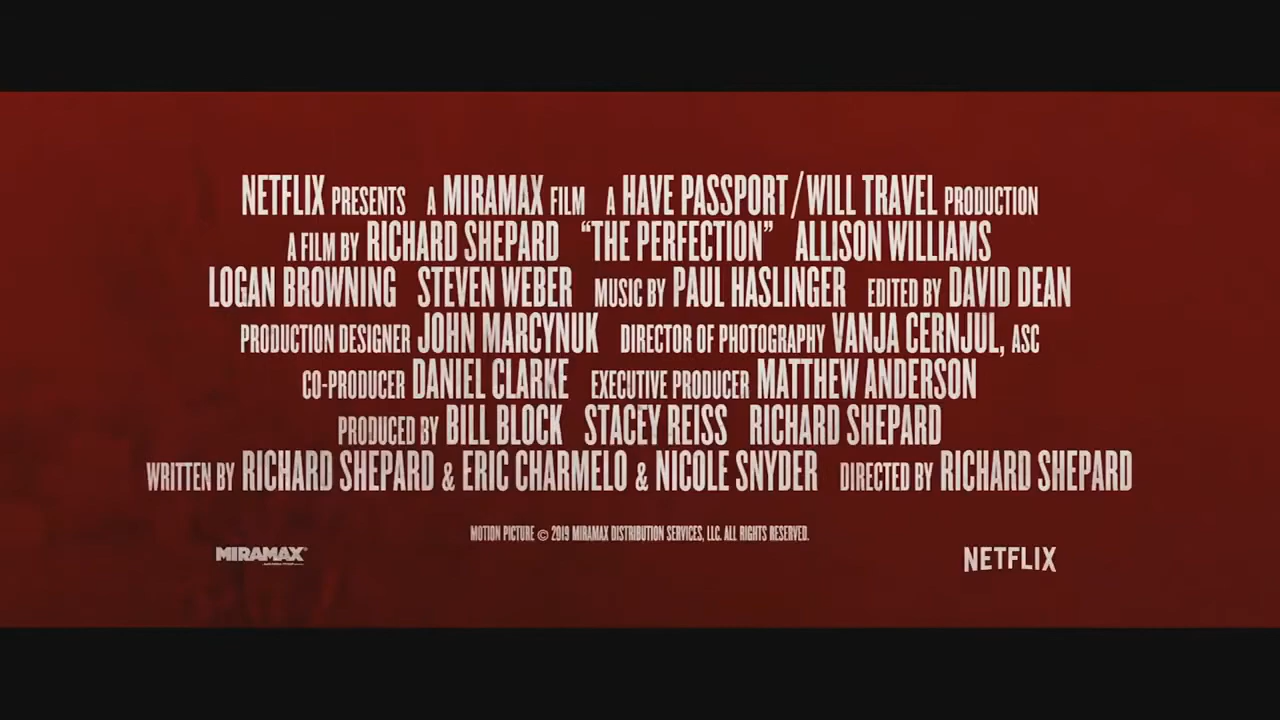 NETFLIX PRESENTS A MIRAMAX FILM A HAVE PASSPORT/WILL TRAVEL PRODUCTION
A FILM BY RICHARD SHEPARD “THE PERFECTION” ALLISON WILLIAMS
LOGAN BROWNING STEVEN WEBER MUSIC BY PAUL HASLINGER EDITED BY DAVID DEAN
PRODUCTION DESIGNER JOHN MARCYNUK DIRECTOR OF PHOTOGRAPHY VANJA CERNJUL, ASC
CO-PRODUCER DANIEL CLARKE EXECUTIVE PRODUCER MATTHEW ANDERSON
PRODUCED BY BILL BLOCK STACEY REISS RICHARD SHEPARD
WRITTEN BY RICHARD SHEPARD & ERIC CHARMELO & NICOLE SNYDER DIRECTED BY RICHARD SHEPARD
MOTION PICTURE © 2019 MIRAMAX DISTRIBUTION SERVICES, LLC. ALL RIGHTS RESERVED.
MIRAMAX NETFLIX